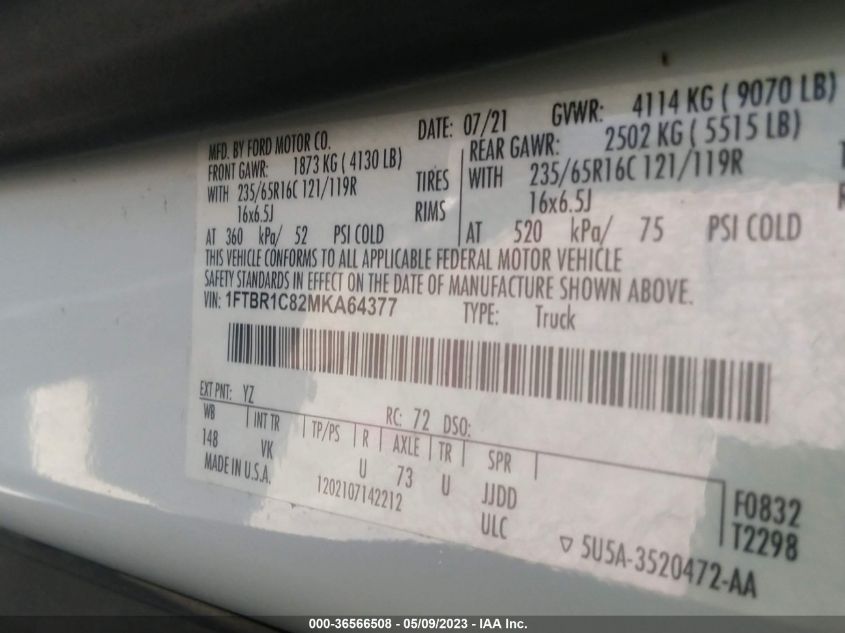 MFD. BY FORD MOTOR CO. DATE: 07/21 GVWR: 4114 KG ( 9070 LB)
FRONT GAWR: 1873 KG ( 4130 LB) REAR GAWR: 2502 KG ( 5515 LB)
WITH 235/65R16C 121/119R TIRES WITH 235/65R16C 121/119R
16x6.5J RIMS 16x6.5J
AT 360 kPa/ 52 PSI COLD AT 520 kPa/ 75 PSI COLD
THIS VEHICLE CONFORMS TO ALL APPLICABLE FEDERAL MOTOR VEHICLE
SAFETY STANDARDS IN EFFECT ON THE DATE OF MANUFACTURE SHOWN ABOVE.
VIN: 1FTBR1C82MKA64377 TYPE: Truck
EXT PNT: YZ RC: 72 DSO:
WB INT TR TP/PS R AXLE TR SPR
148 VK U 73 U JJDD F0832
MADE IN U.S.A. 1202107142212 ULC T2298
▽ 5U5A-3520472-AA
000-36566508 - 05/09/2023 - IAA Inc.